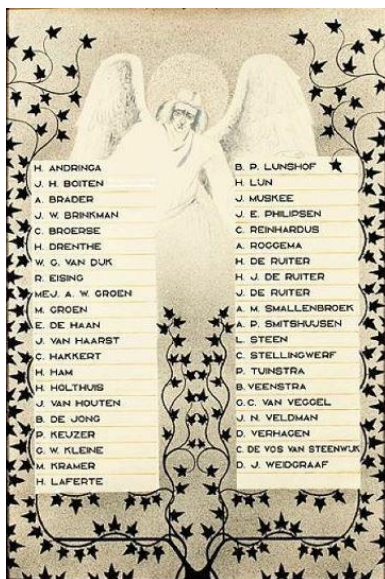 H. ANDRINGA
J. H. BOITEN
A. BRADER
J. W. BRINKMAN
C. BROERSE
H. DRENTHE
W. G. VAN DIJK
R. EISING
MEJ. A. W. GROEN
M. GROEN
E. DE HAAN
J. VAN HAARST
C. HAKKERT
H. HAM
H. HOLTHUIS
J. VAN HOUTEN
B. DE JONG
P. KEUZER
G. W. KLEINE
M. KRAMER
H. LAFERTE
B. P. LUNSHOF
H. LUN
J. MUSKEE
J. E. PHILIPSEN
C. REINHARDUS
A. ROGGEMA
H. DE RUITER
H. J. DE RUITER
J. DE RUITER
A. M. SMALLENBROEK
A. P. SMITSHUIJSEN
L. STEEN
C. STELLINGWERF
P. TUINSTRA
B. VEENSTRA
G. C. VAN VEGGEL
J. N. VELDMAN
D. VERHAGEN
C. DE VOS VAN STEENWIJK
D. J. WEIDGRAAF